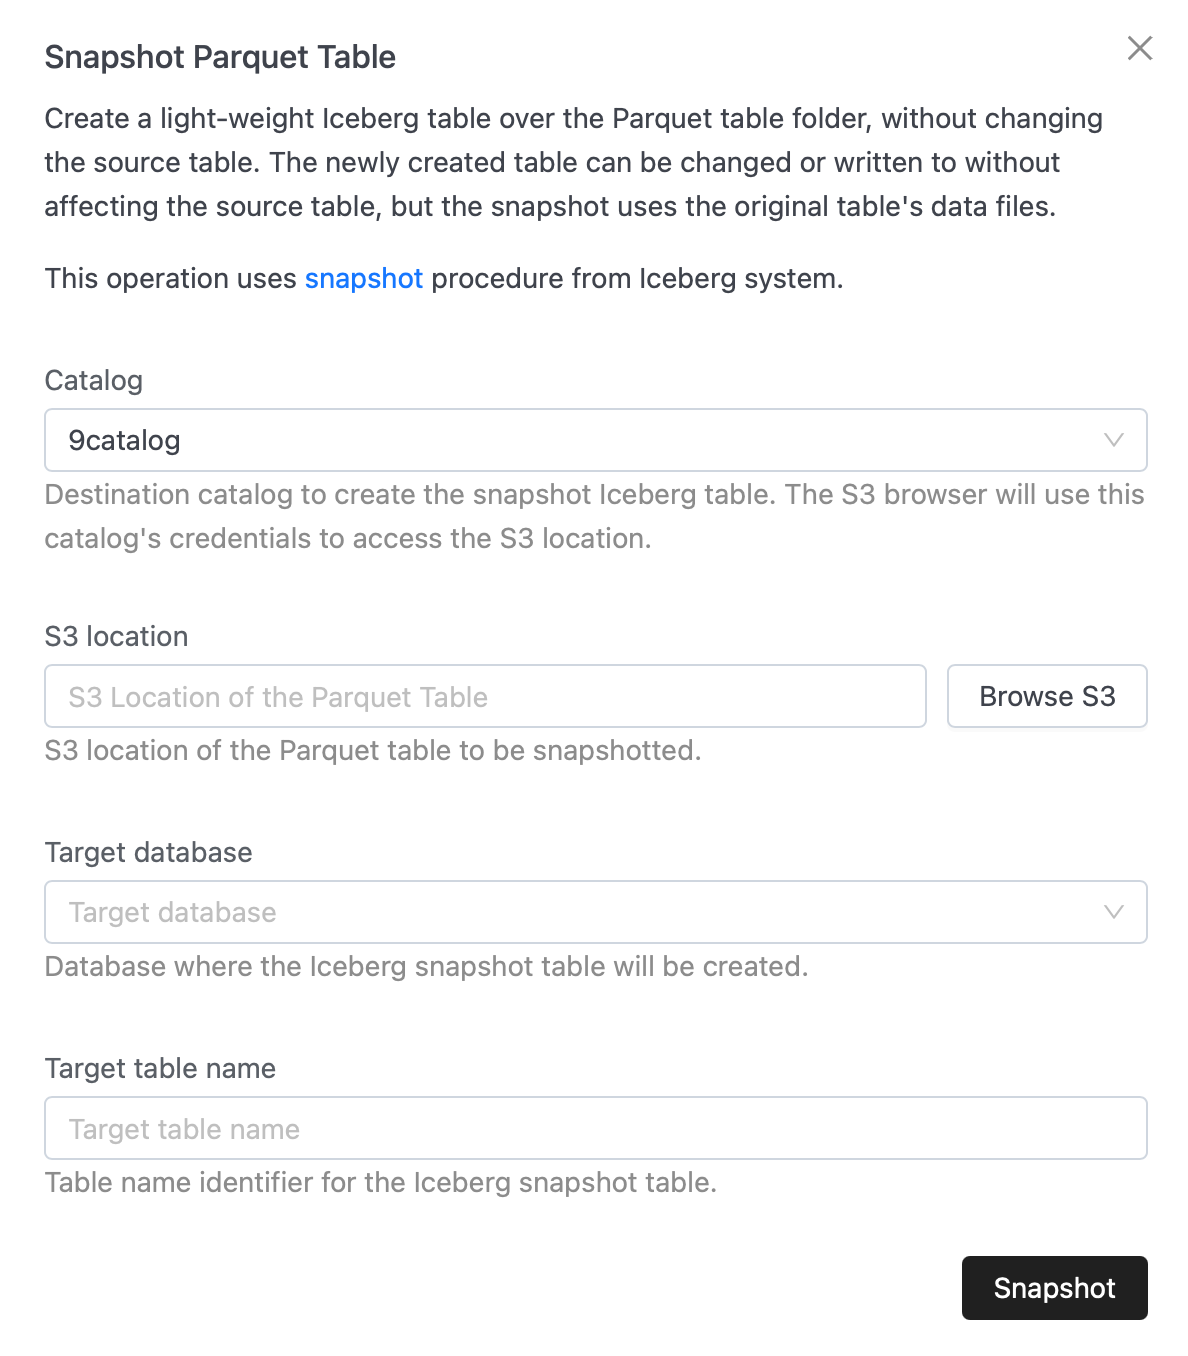 Snapshot Parquet Table
Create a light-weight Iceberg table over the Parquet table folder, without changing
the source table. The newly created table can be changed or written to without
affecting the source table, but the snapshot uses the original table's data files.
This operation uses snapshot procedure from Iceberg system.
Catalog
9catalog
Destination catalog to create the snapshot Iceberg table. The S3 browser will use this
catalog's credentials to access the S3 location.
S3 location
S3 Location of the Parquet Table
Browse S3
S3 location of the Parquet table to be snapshotted.
Target database
Target database
Database where the Iceberg snapshot table will be created.
Target table name
Target table name
Table name identifier for the Iceberg snapshot table.
Snapshot